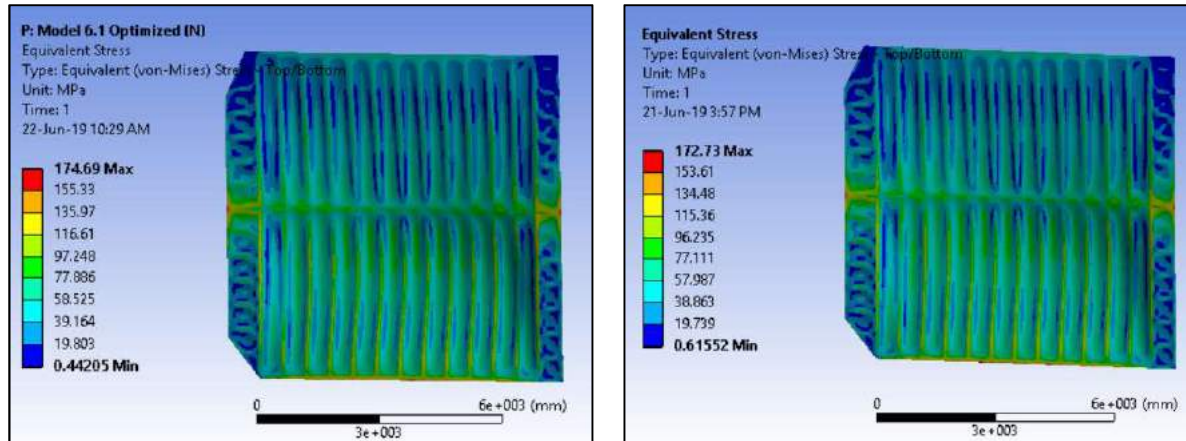 P: Model 6.1 Optimized (N)
Equivalent Stress
Type: Equivalent (von-Mises) Stress - Top/Bottom
Unit: MPa
Time: 1
22-Jun-19 10:29 AM
174.69 Max
155.33
135.97
116.61
97.248
77.886
58.525
39.164
19.803
0.44205 Min
0
6e+003 (mm)
3e+003
Equivalent Stress
Type: Equivalent (von-Mises) Stress - Top/Bottom
Unit: MPa
Time: 1
21-Jun-19 3:57 PM
172.73 Max
153.61
134.48
115.36
96.235
77.111
57.987
38.863
19.739
0.61552 Min
0
6e+003 (mm)
3e+003